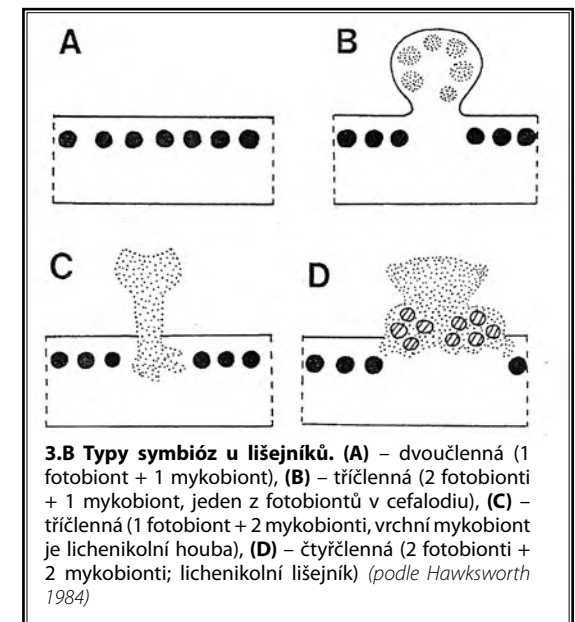 A
B
C
D
3.B Typy symbióz u lišejníků. (A) – dvoučlenná (1
fotobiont + 1 mykobiont), (B) – tříčlenná (2 fotobionti
+ 1 mykobiont, jeden z fotobiontů v cefalodiu), (C) –
tříčlenná (1 fotobiont + 2 mykobionti, vrchní mykobiont
je lichenikolní houba), (D) – čtyřčlenná (2 fotobionti +
2 mykobionti; lichenikolní lišejník) (podle Hawksworth
1984)